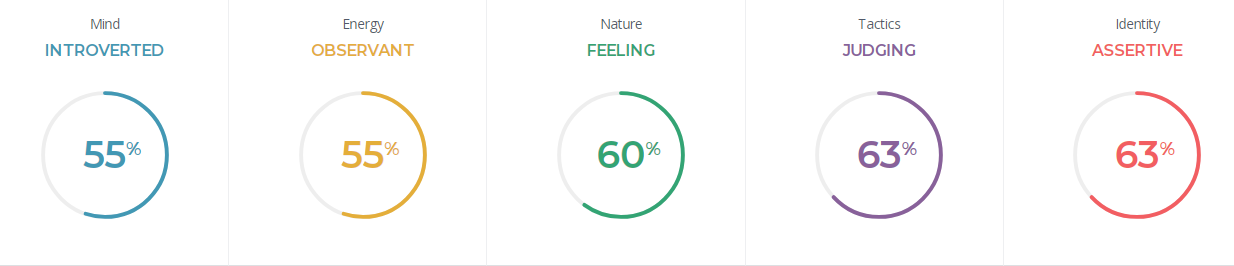 Mind
INTROVERTED
55%
Energy
OBSERVANT
55%
Nature
FEELING
60%
Tactics
JUDGING
63%
Identity
ASSERTIVE
63%